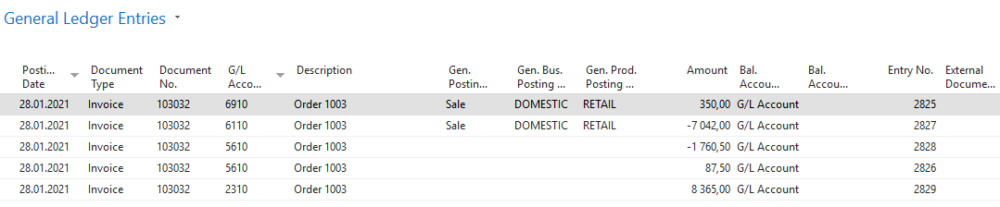 General Ledger Entries
Posti... Document Document G/L Description Gen. Gen. Bus. Gen. Prod. Amount Bal. Bal. Entry No. External
Date Type No. Acco... Postin... Posting ... Posting ... Accou... Accou... Docume...
28.01.2021 Invoice 103032 6910 Order 1003 Sale DOMESTIC RETAIL 350,00 G/L Account 2825
28.01.2021 Invoice 103032 6110 Order 1003 Sale DOMESTIC RETAIL -7 042,00 G/L Account 2827
28.01.2021 Invoice 103032 5610 Order 1003 -1 760,50 G/L Account 2828
28.01.2021 Invoice 103032 5610 Order 1003 87,50 G/L Account 2826
28.01.2021 Invoice 103032 2310 Order 1003 8 365,00 G/L Account 2829